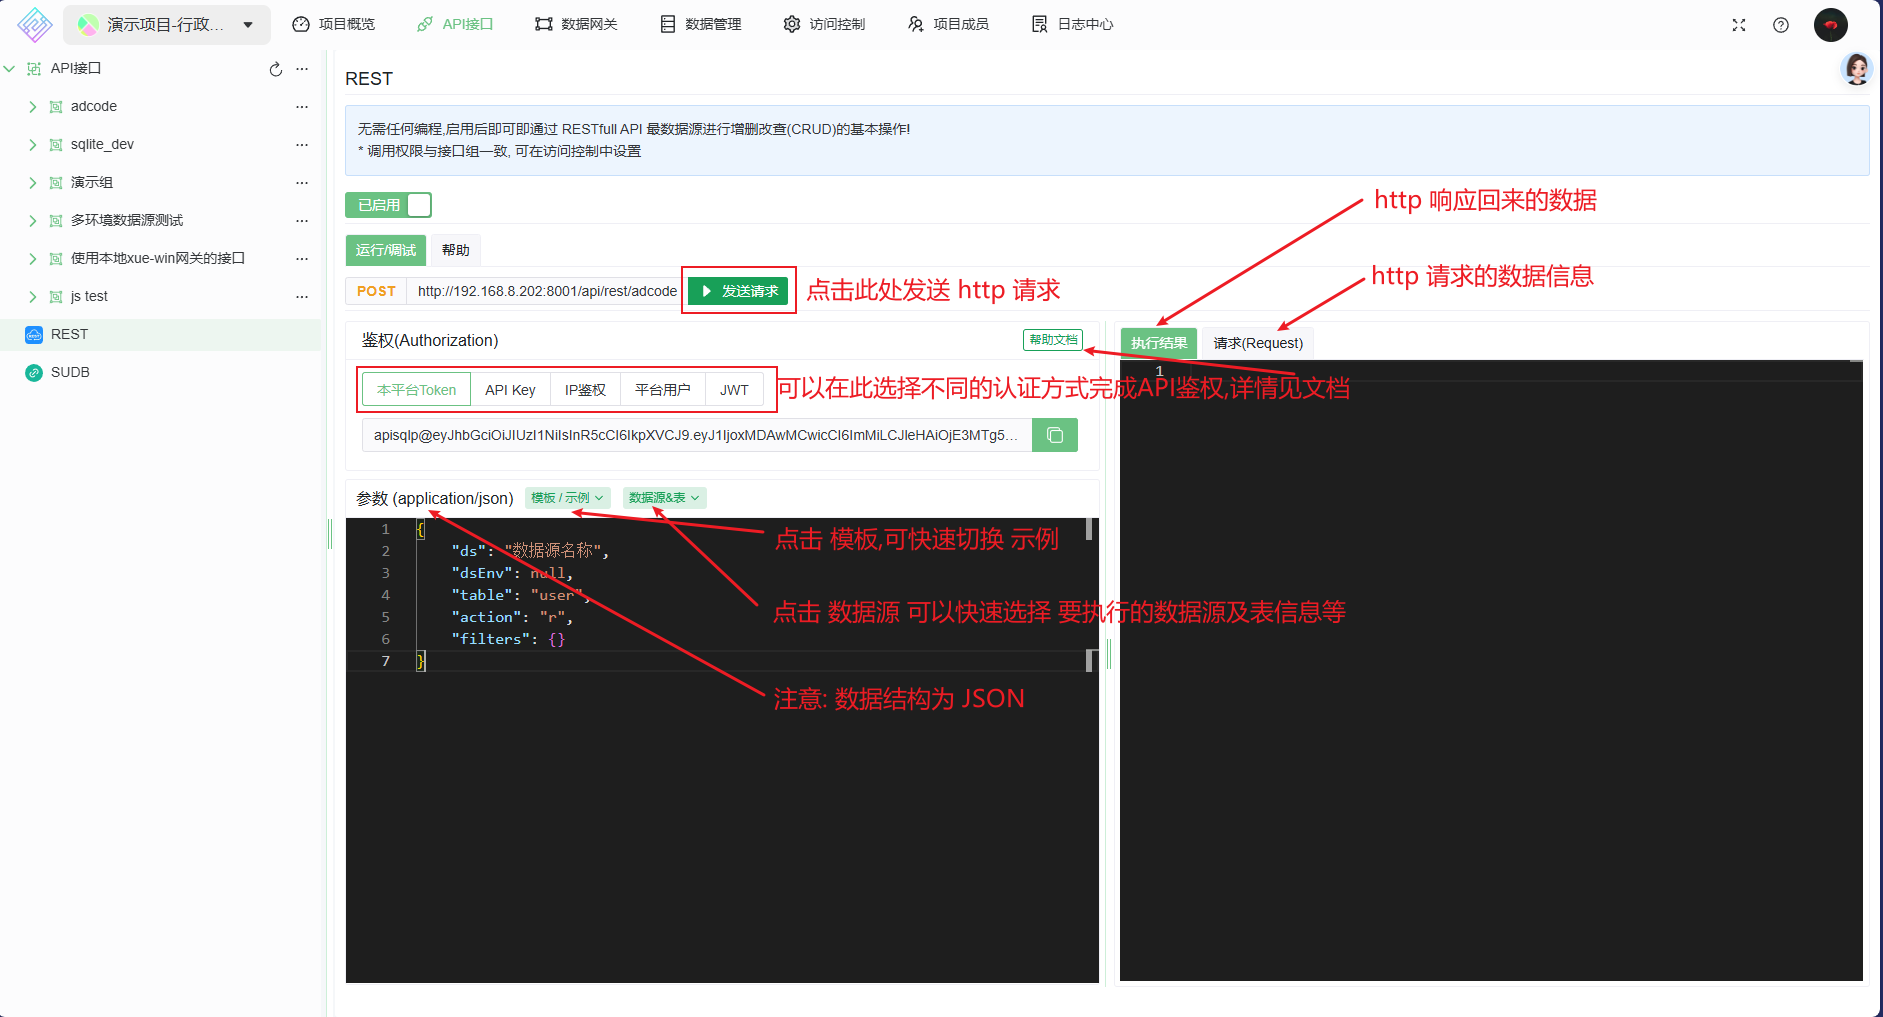 演示项目-行政...
项目概览
API接口
数据网关
数据管理
访问控制
项目成员
日志中心
API接口
adcode
sqlite_dev
演示组
多环境数据源测试
使用本地xue-win网关的接口
js test
REST
SUDB
REST
无需任何编程,启用后即可即通过 RESTfull API 最数据源进行增删改查(CRUD)的基本操作!
* 调用权限与接口组一致, 可在访问控制中设置
已启用
http 响应回来的数据
运行/调试
帮助
http 请求的数据信息
POST
http://192.168.8.202:8001/api/rest/adcode
发送请求
点击此处发送 http 请求
鉴权(Authorization)
帮助文档
执行结果
请求(Request)
1
本平台Token
API Key
IP鉴权
平台用户
JWT
可以在此选择不同的认证方式完成API鉴权,详情见文档
apisqlp@eyJhbGciOiJIUzI1NiIsInR5cCI6IkpXVCJ9.eyJ1IjoxMDAwMCwicCI6ImMiLCJleHAiOjE3MTg5...
参数 (application/json)
模板 / 示例
数据源&表
1 {
2 "ds": "数据源名称",
3 "dsEnv": null,
4 "table": "user",
5 "action": "r",
6 "filters": {}
7 }
点击 模板,可快速切换 示例
点击 数据源 可以快速选择 要执行的数据源及表信息等
注意: 数据结构为 JSON